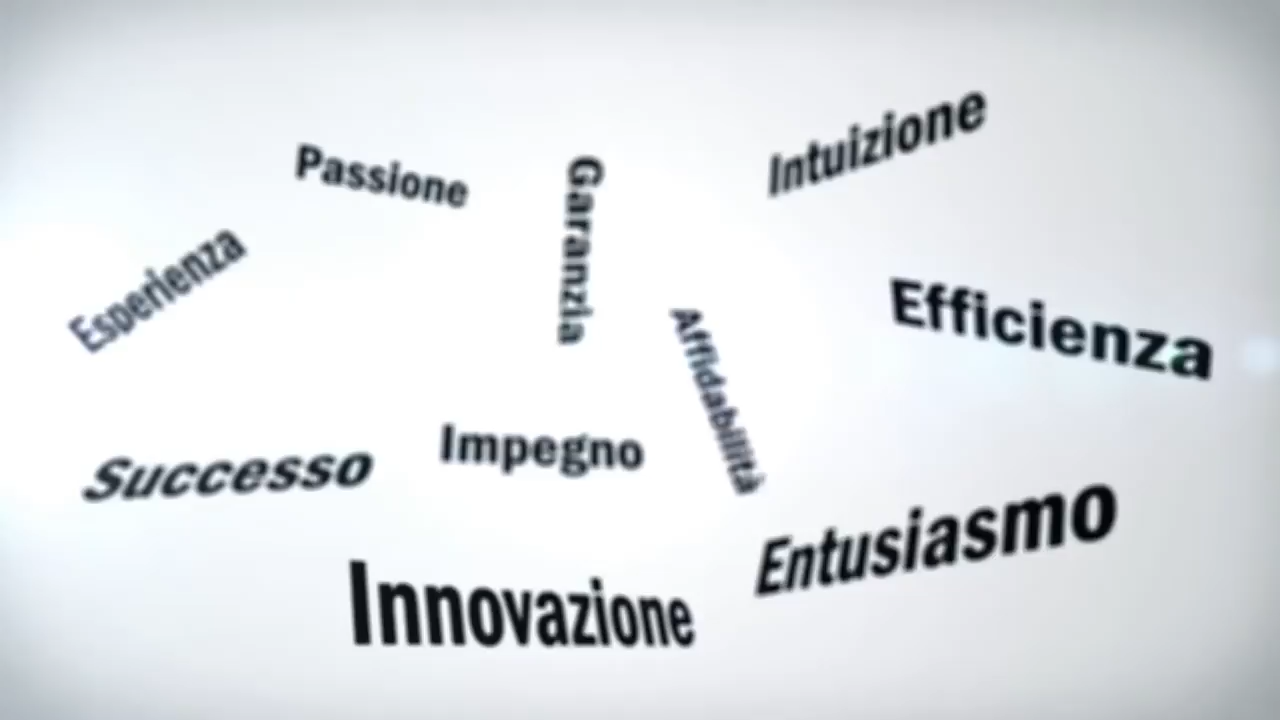 Passione
Garanzia
Intuizione
Esperienza
Efficienza
Affidabilità
Successo
Impegno
Entusiasmo
Innovazione